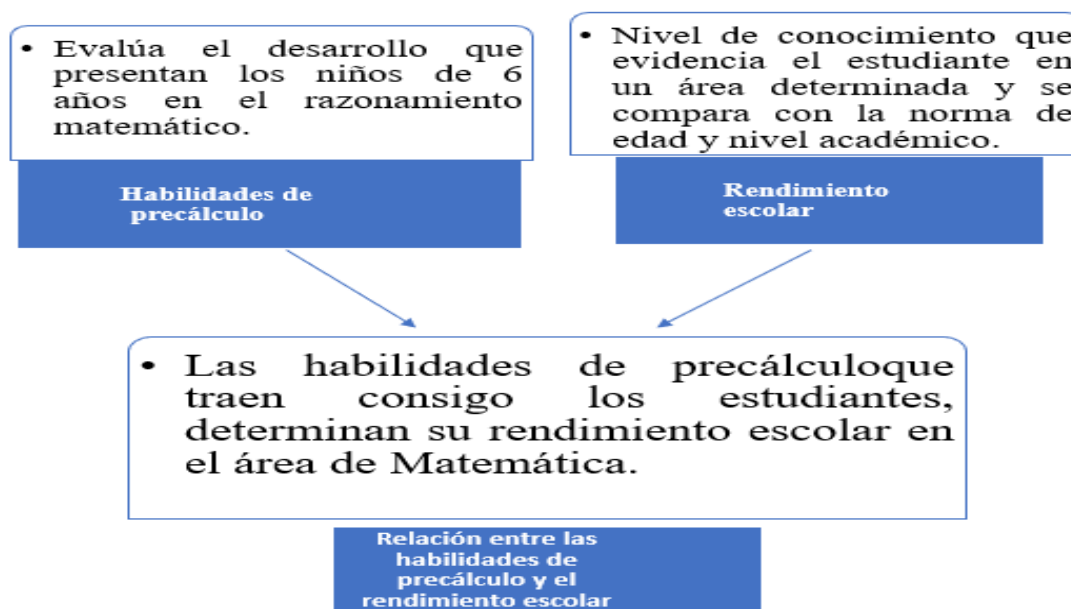 • Evalúa el desarrollo que
presentan los niños de 6
años en el razonamiento
matemático.
Habilidades de
precálculo
• Nivel de conocimiento que
evidencia el estudiante en
un área determinada y se
compara con la norma de
edad y nivel académico.
Rendimiento
escolar
• Las habilidades de precálculoque
traen consigo los estudiantes,
determinan su rendimiento escolar en
el área de Matemática.
Relación entre las
habilidades de
precálculo y el
rendimiento escolar